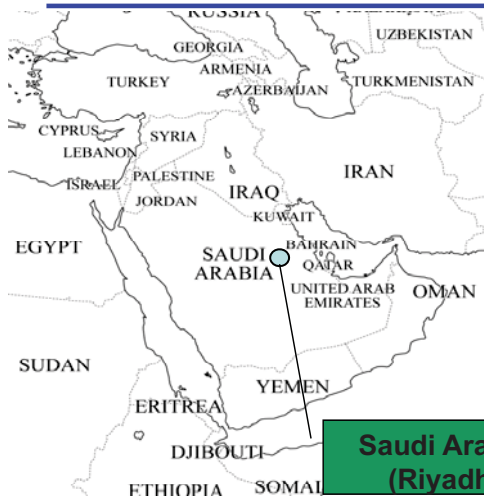 RUSSIA
UZBEKISTAN
GEORGIA
ARMENIA
TURKEY
AZERBAIJAN
TURKMENISTAN
CYPRUS
SYRIA
LEBANON
ISRAEL
PALESTINE
IRAQ
IRAN
JORDAN
KUWAIT
EGYPT
SAUDI
ARABIA
BAHRAIN
QATAR
UNITED ARAB
EMIRATES
OMAN
SUDAN
YEMEN
ERITREA
DJIBOUTI
ETHIOPIA
SOMAL
Saudi Ara
(Riyadh